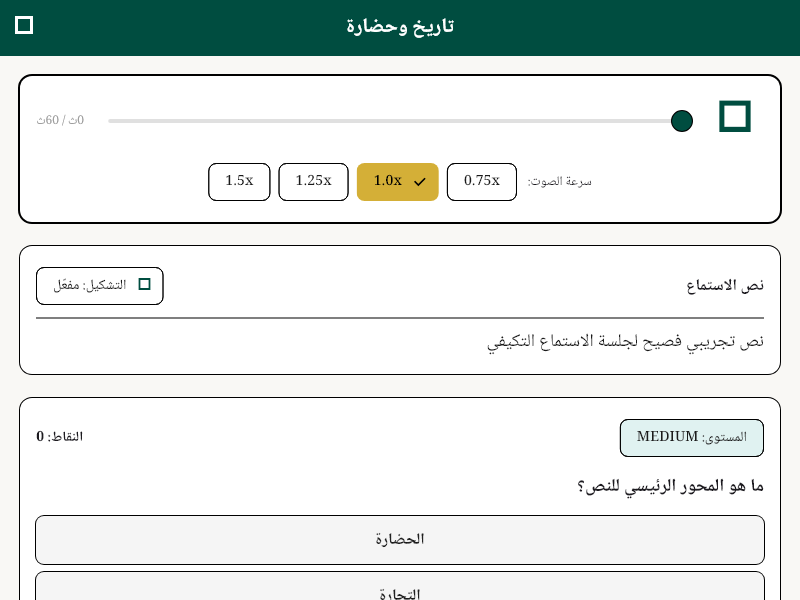 تاريخ وحضارة
0ث / 60ث
سرعة الصوت: 0.75x 1.0x 1.25x 1.5x
نص الاستماع
التشكيل: مفعّل
نص تجريبي فصيح لجلسة الاستماع التكيفي
المستوى: MEDIUM
النقاط: 0
ما هو المحور الرئيسي للنص؟
الحضارة
التجارة